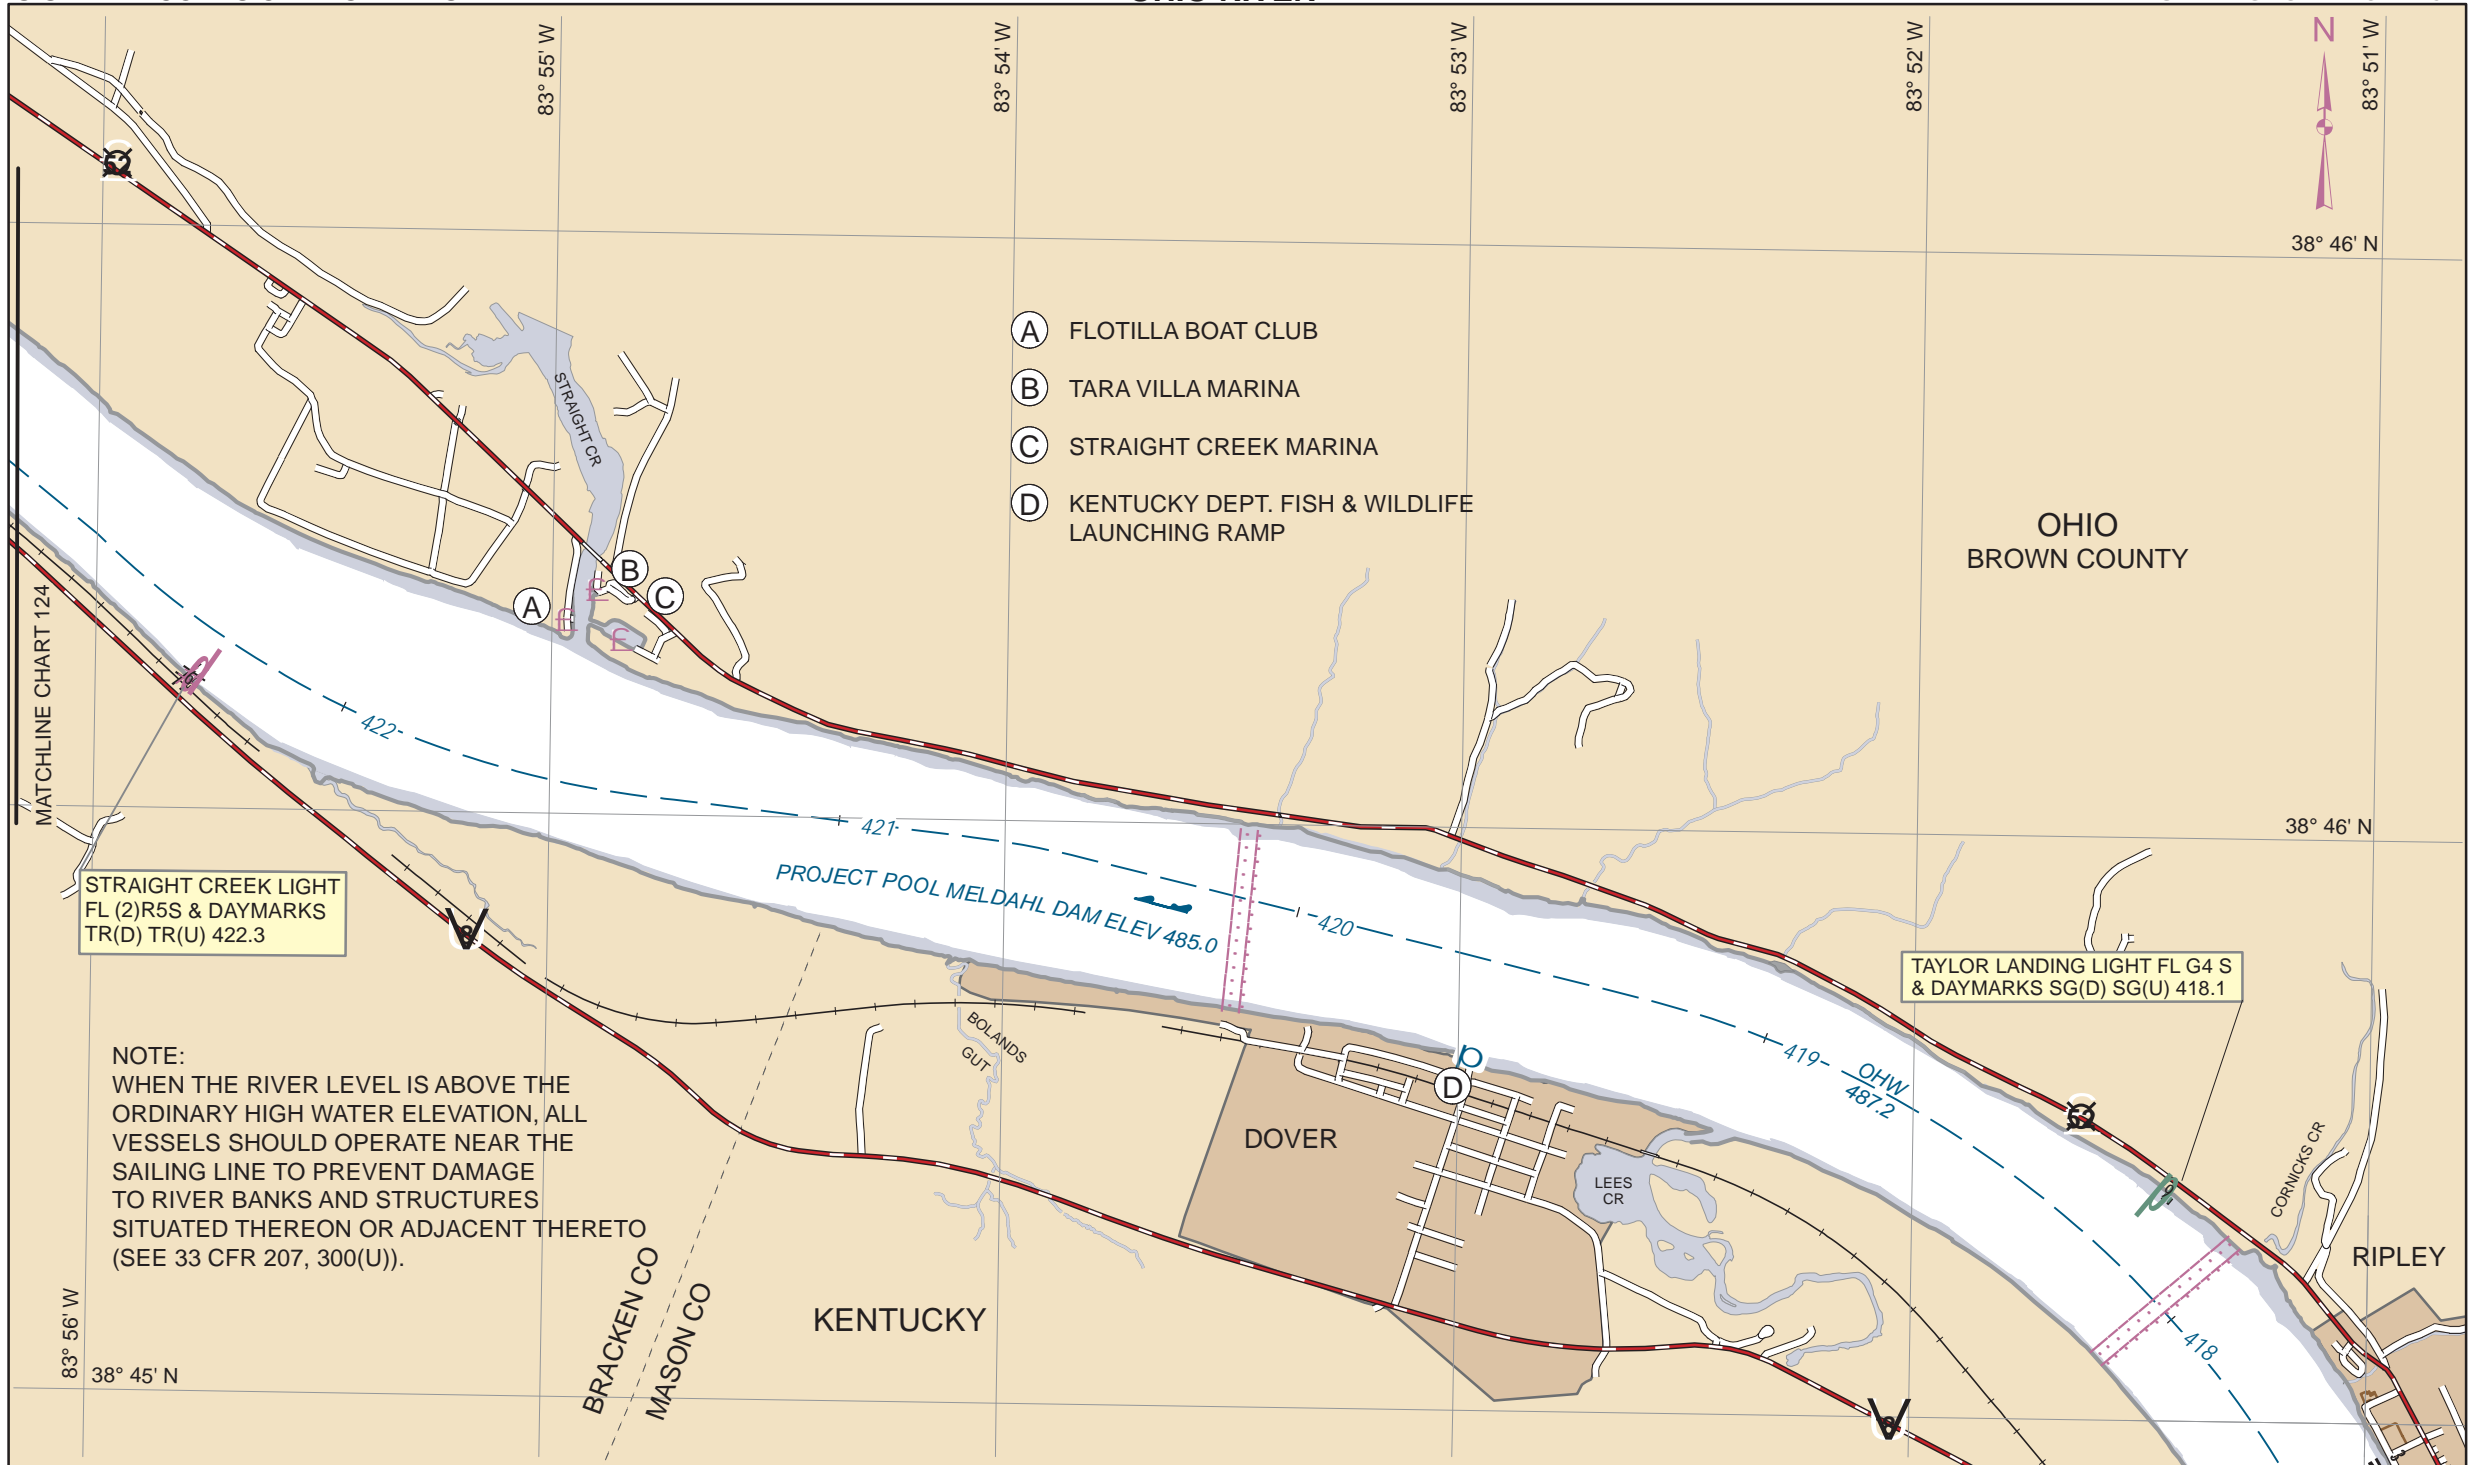 OHIO RIVER
83° 55' W
83° 54' W
83° 53' W
83° 52' W
83° 51' W
N
52
38° 46' N
A FLOTILLA BOAT CLUB
B TARA VILLA MARINA
C STRAIGHT CREEK MARINA
D KENTUCKY DEPT. FISH & WILDLIFE
LAUNCHING RAMP
STRAIGHT CR
OHIO
BROWN COUNTY
A
B
C
MATCHLINE CHART 124
422
421
420
419
418
38° 46' N
PROJECT POOL MELDAHL DAM ELEV 485.0
STRAIGHT CREEK LIGHT
FL (2)R5S & DAYMARKS
TR(D) TR(U) 422.3
8
TAYLOR LANDING LIGHT FL G4 S
& DAYMARKS SG(D) SG(U) 418.1
BOLANDS
GUT
OHW
487.2
D
DOVER
LEES
CR
52
CORNICKS CR
RIPLEY
NOTE:
WHEN THE RIVER LEVEL IS ABOVE THE
ORDINARY HIGH WATER ELEVATION, ALL
VESSELS SHOULD OPERATE NEAR THE
SAILING LINE TO PREVENT DAMAGE
TO RIVER BANKS AND STRUCTURES
SITUATED THEREON OR ADJACENT THERETO
(SEE 33 CFR 207, 300(U)).
BRACKEN CO
MASON CO
KENTUCKY
83° 56' W
38° 45' N
8